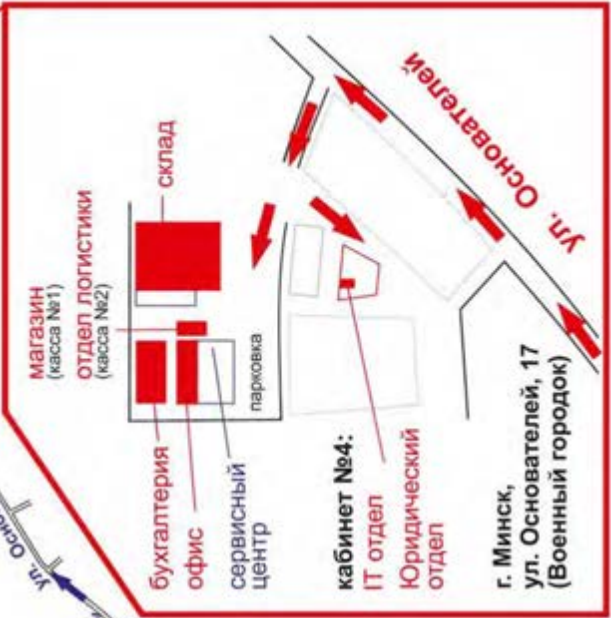 магазин
(касса №1)
отдел логистики
(касса №2)
склад
бухгалтерия
офис
сервисный
центр
парковка
кабинет №4:
IT отдел
Юридический
отдел
г. Минск,
ул. Основателей, 17
(Военный городок)
ул. Основателей
ул. Осно